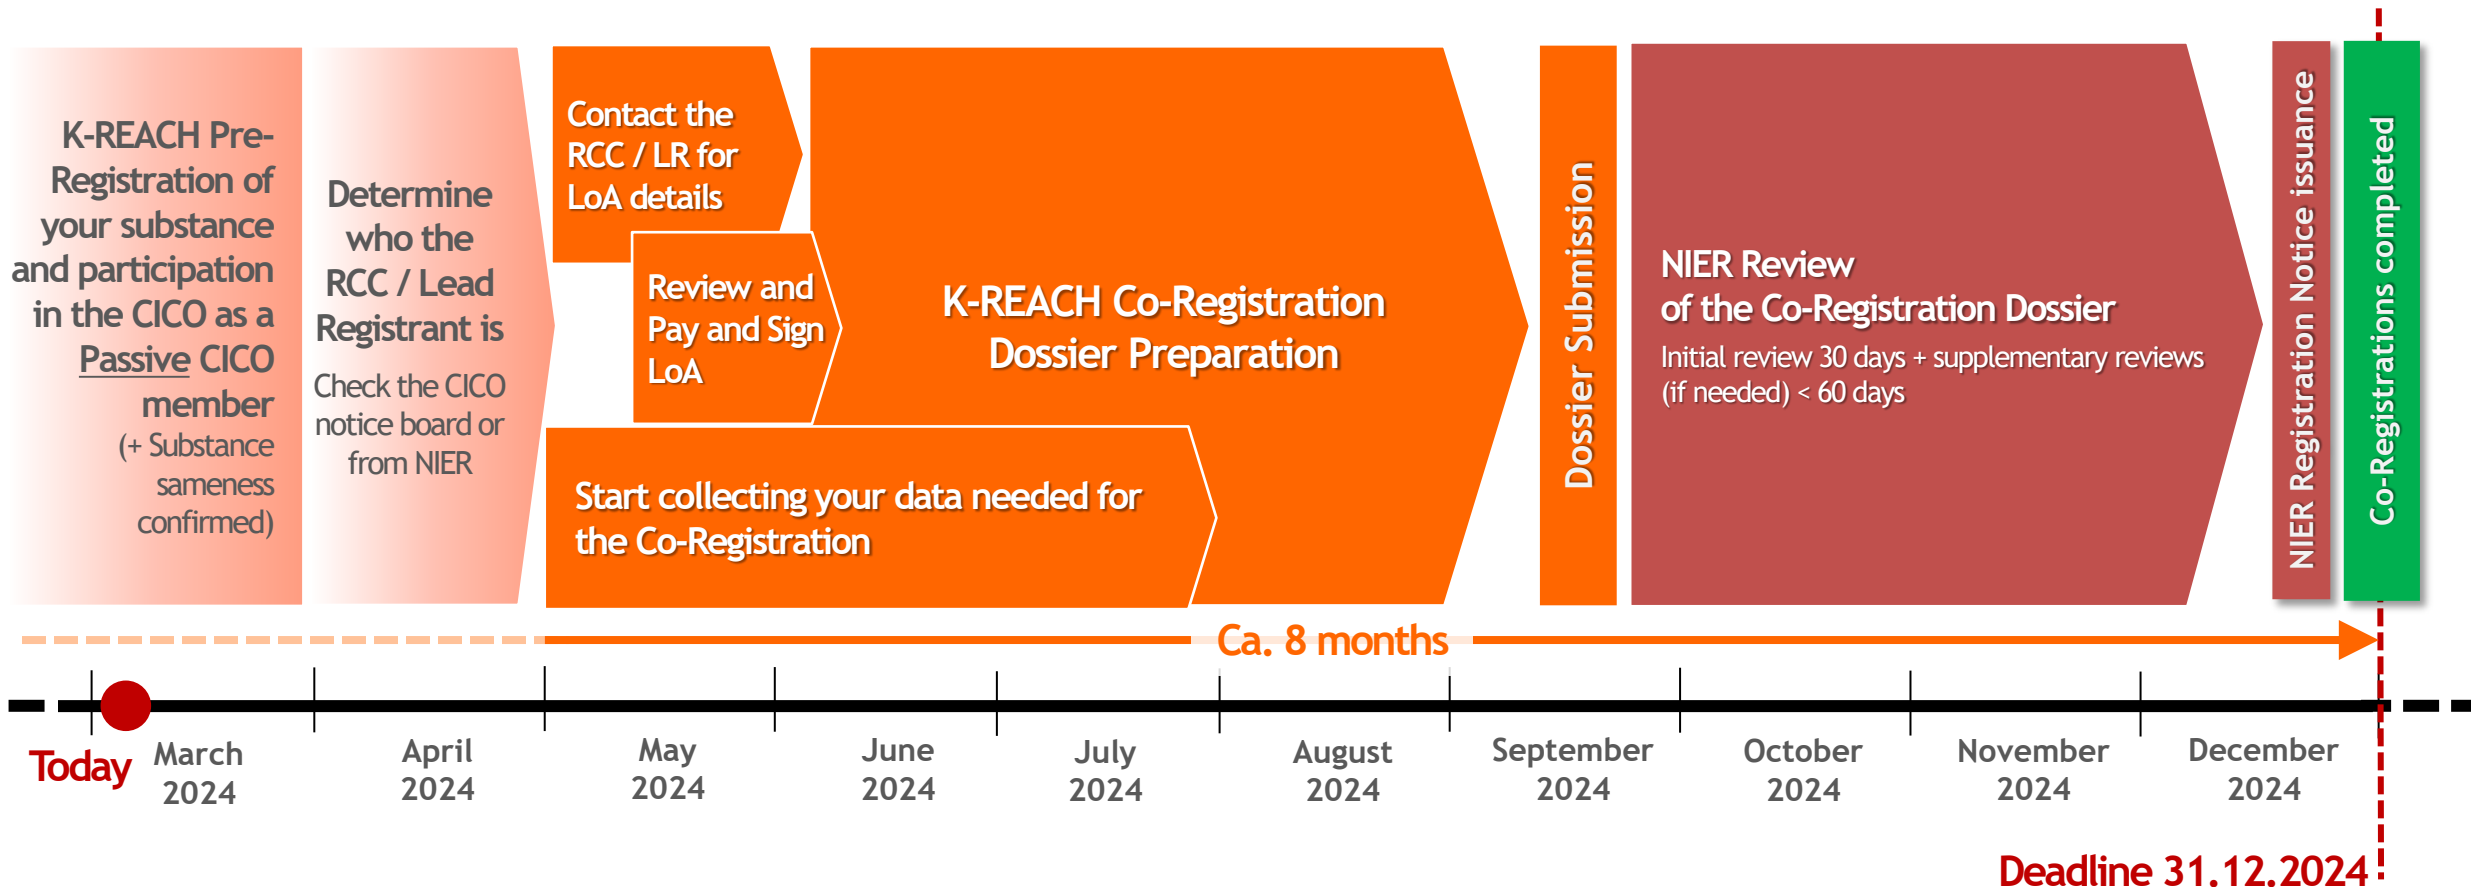 K-REACH Pre-
Registration of
your substance
and participation
in the CICO as a
Passive CICO
member
(+ Substance
sameness
confirmed)
Determine
who the
RCC / Lead
Registrant is
Check the CICO
notice board or
from NIER
Contact the
RCC / LR for
LoA details
Review and
Pay and Sign
LoA
Start collecting your data needed for
the Co-Registration
K-REACH Co-Registration
Dossier Preparation
Dossier Submission
NIER Review
of the Co-Registration Dossier
Initial review 30 days + supplementary reviews
(if needed) < 60 days
NIER Registration Notice issuance
Co-Registrations completed
Ca. 8 months
Today
March
2024
April
2024
May
2024
June
2024
July
2024
August
2024
September
2024
October
2024
November
2024
December
2024
Deadline 31.12.2024